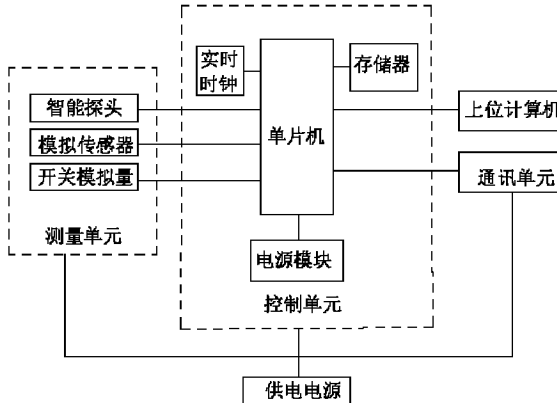 实时
时钟
存储器
智能探头
上位计算机
模拟传感器
单片机
开关模拟量
通讯单元
测量单元
电源模块
控制单元
供电电源